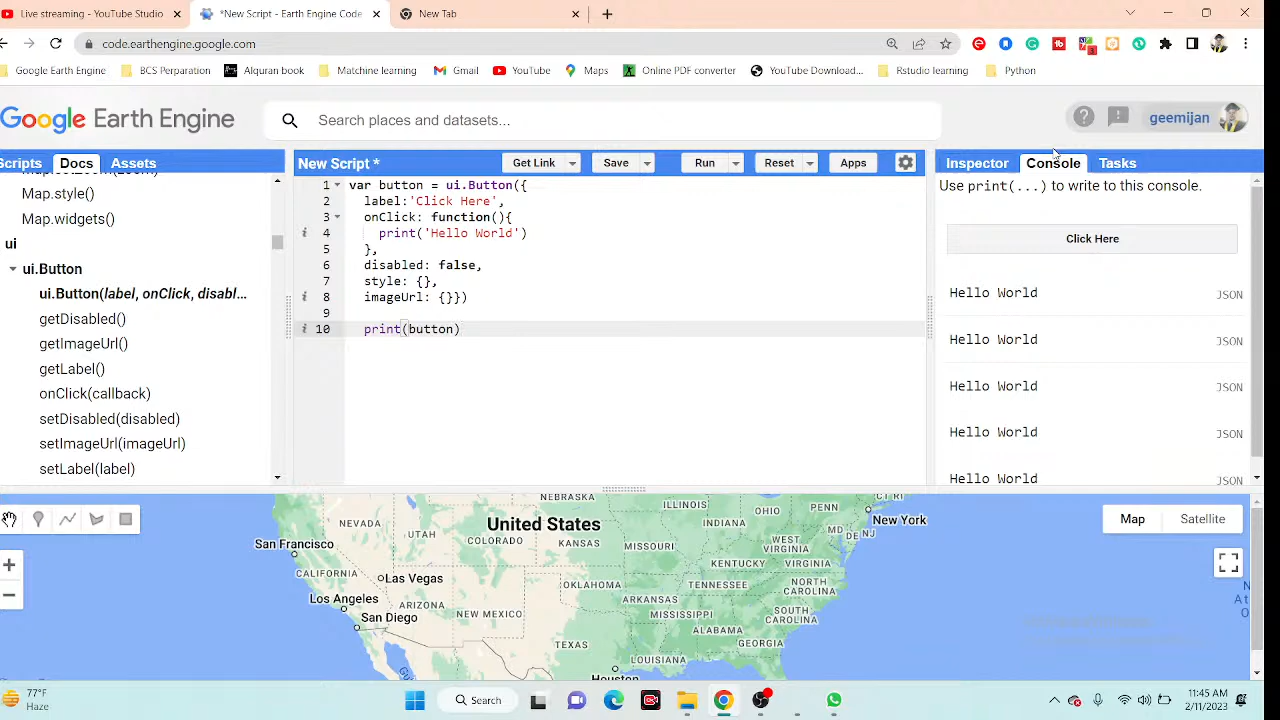 Live streaming - YouTube Studio
*New Script - Earth Engine Code
New Tab
code.earthengine.google.com
Google Earth Engine
BCS Perparation
Alquran book
Matchine learning
Gmail
YouTube
Maps
Online PDF converter
YouTube Download...
Rstudio learning
Python
Google Earth Engine
Search places and datasets...
geemijan
Scripts
Docs
Assets
New Script *
Get Link
Save
Run
Reset
Apps
Inspector
Console
Tasks
Map.style()
Map.widgets()
ui
ui.Button
ui.Button(label, onClick, disabl...
getDisabled()
getImageUrl()
getLabel()
onClick(callback)
setDisabled(disabled)
setImageUrl(imageUrl)
setLabel(label)
1 var button = ui.Button({
2 label:'Click Here',
3 onClick: function(){
4 print('Hello World')
5 },
6 disabled: false,
7 style: {},
8 imageUrl: {}})
9
10 print(button)
Use print(...) to write to this console.
Click Here
Hello World JSON
Hello World JSON
Hello World JSON
Hello World JSON
Hello World JSON
NEBRASKA
ILLINOIS
OHIO
PENN
CT RI
NEVADA
United States
INDIANA
New York
UTAH
COLORADO
KANSAS
MISSOURI
WEST
VIRGINIA
MD
DE NJ
San Francisco
KENTUCKY
VIRGINIA
CALIFORNIA
Las Vegas
OKLAHOMA
TENNESSEE
NORTH
CAROLINA
Los Angeles
ARIZONA
NEW MEXICO
ARKANSAS
SOUTH
CAROLINA
MISSISSIPPI
San Diego
ALABAMA
TEXAS
GEORGIA
LOUISIANA
Houston
Map
Satellite
77°F
Haze
Search
11:45 AM
2/11/2023